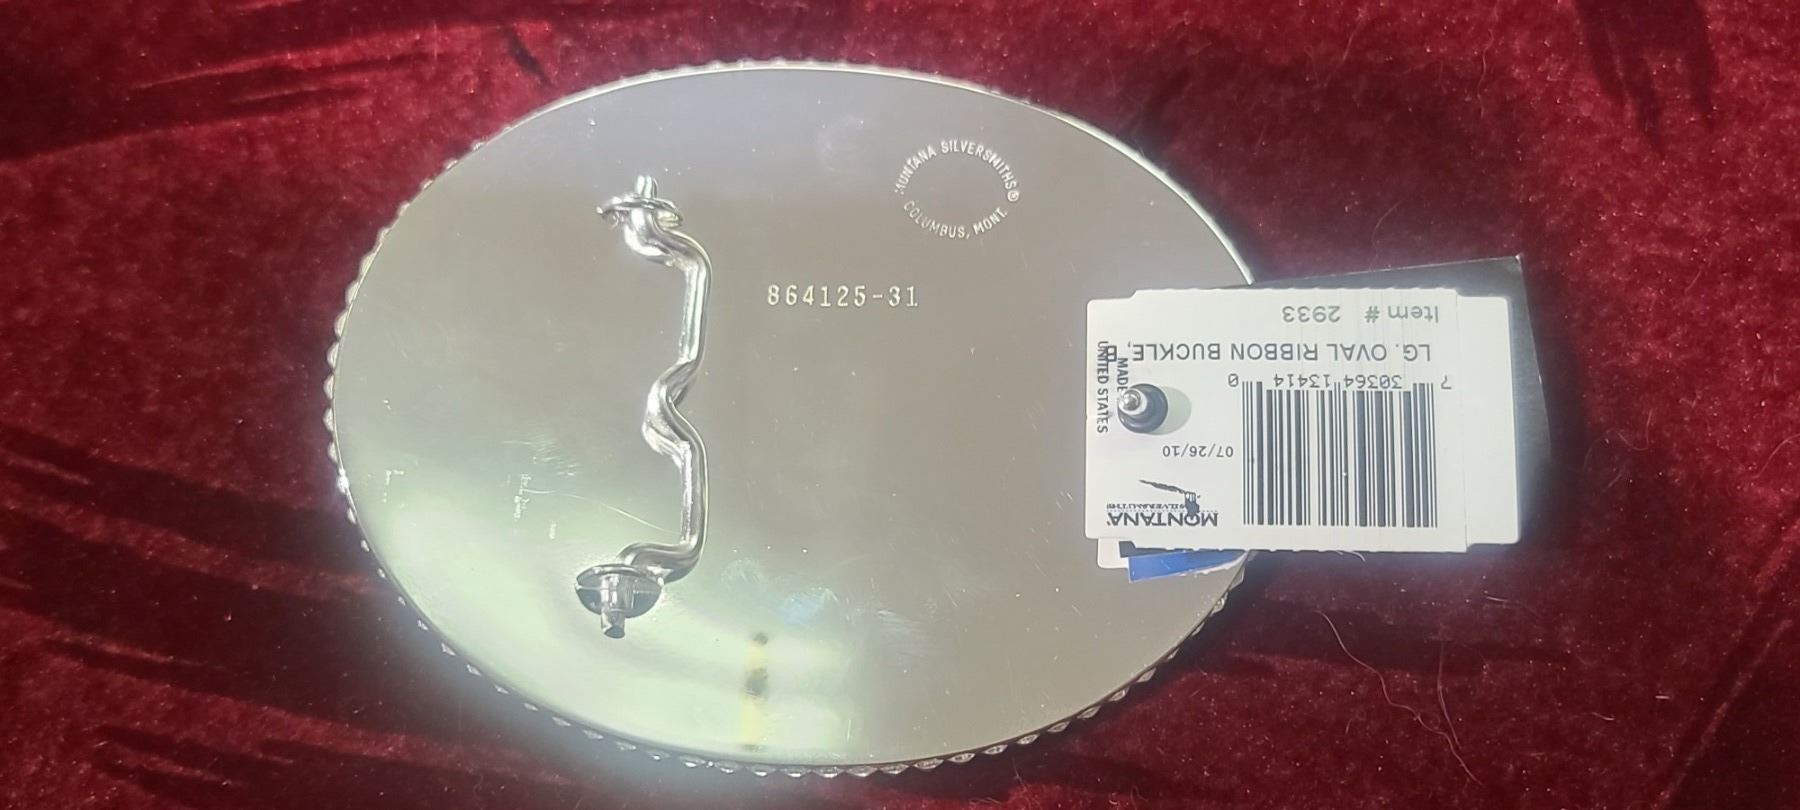 MONTANA SILVERSMITHS®
COLUMBUS, MONT.
864125-31
Item # 2933
LG. OVAL RIBBON BUCKLE,
7 30364 13414 0
MADE
UNITED STATES
07/26/10
MONTANA
SILVERSMITHS